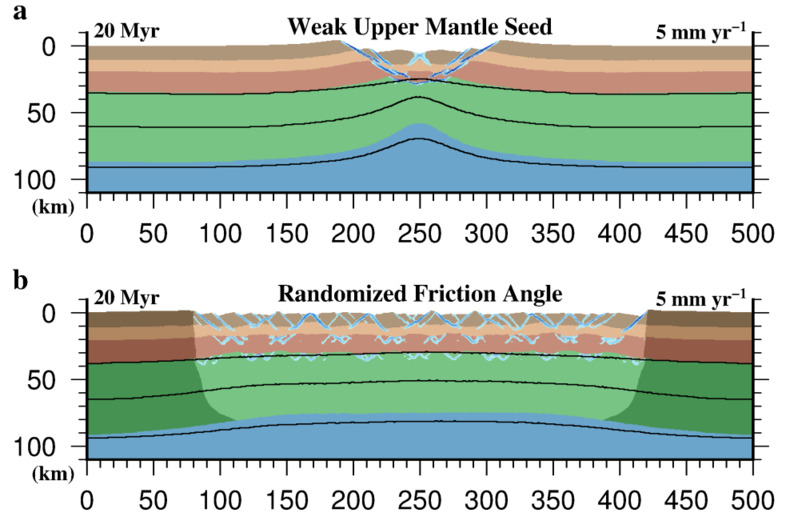 a
20 Myr Weak Upper Mantle Seed 5 mm yr⁻¹
0
50
100
(km)
0 50 100 150 200 250 300 350 400 450 500
b
20 Myr Randomized Friction Angle 5 mm yr⁻¹
0
50
100
(km)
0 50 100 150 200 250 300 350 400 450 500